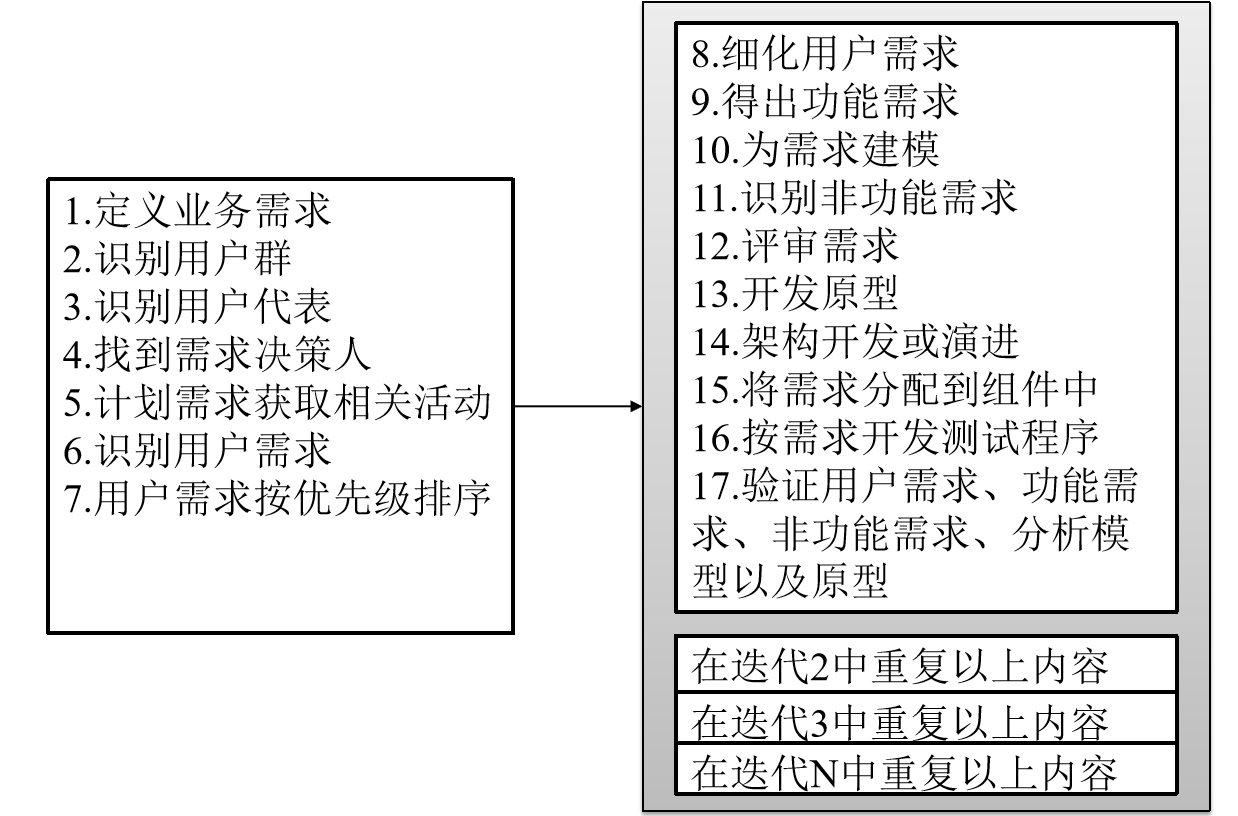 1.定义业务需求
2.识别用户群
3.识别用户代表
4.找到需求决策人
5.计划需求获取相关活动
6.识别用户需求
7.用户需求按优先级排序
8.细化用户需求
9.得出功能需求
10.为需求建模
11.识别非功能需求
12.评审需求
13.开发原型
14.架构开发或演进
15.将需求分配到组件中
16.按需求开发测试程序
17.验证用户需求、功能需
求、非功能需求、分析模
型以及原型
在迭代2中重复以上内容
在迭代3中重复以上内容
在迭代N中重复以上内容